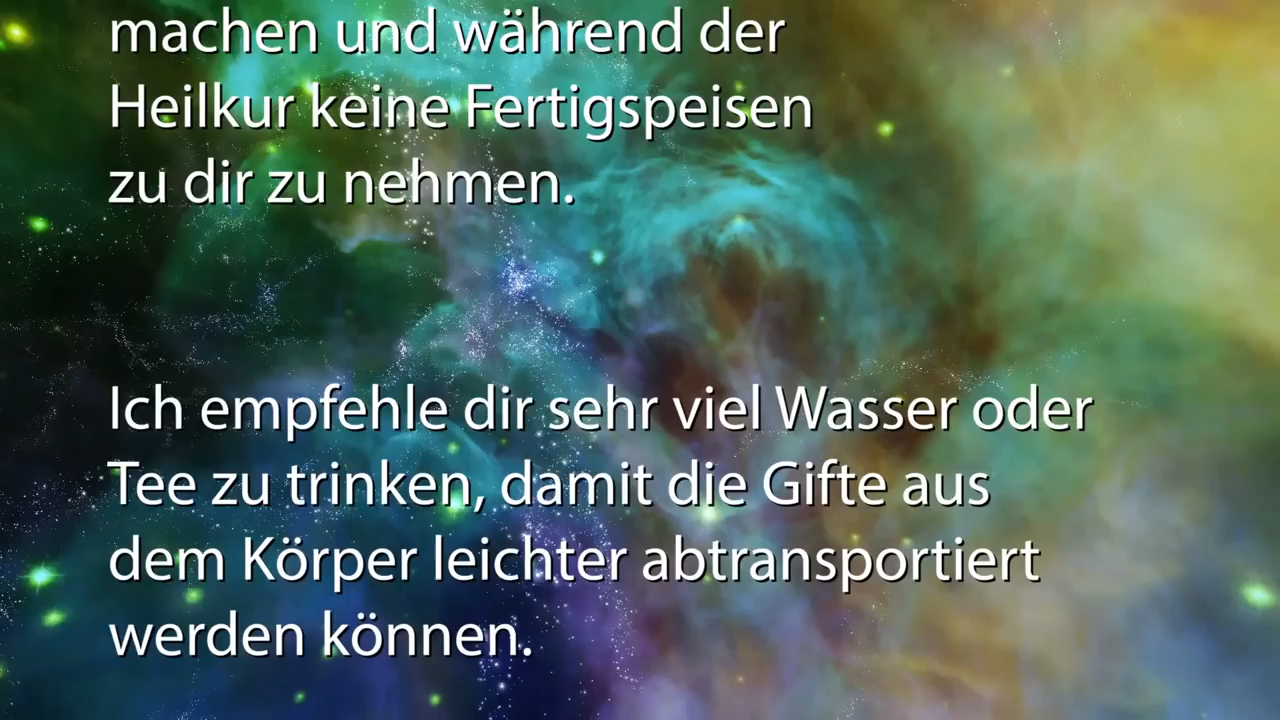 machen und während der
Heilkur keine Fertigspeisen
zu dir zu nehmen.
Ich empfehle dir sehr viel Wasser oder
Tee zu trinken, damit die Gifte aus
dem Körper leichter abtransportiert
werden können.